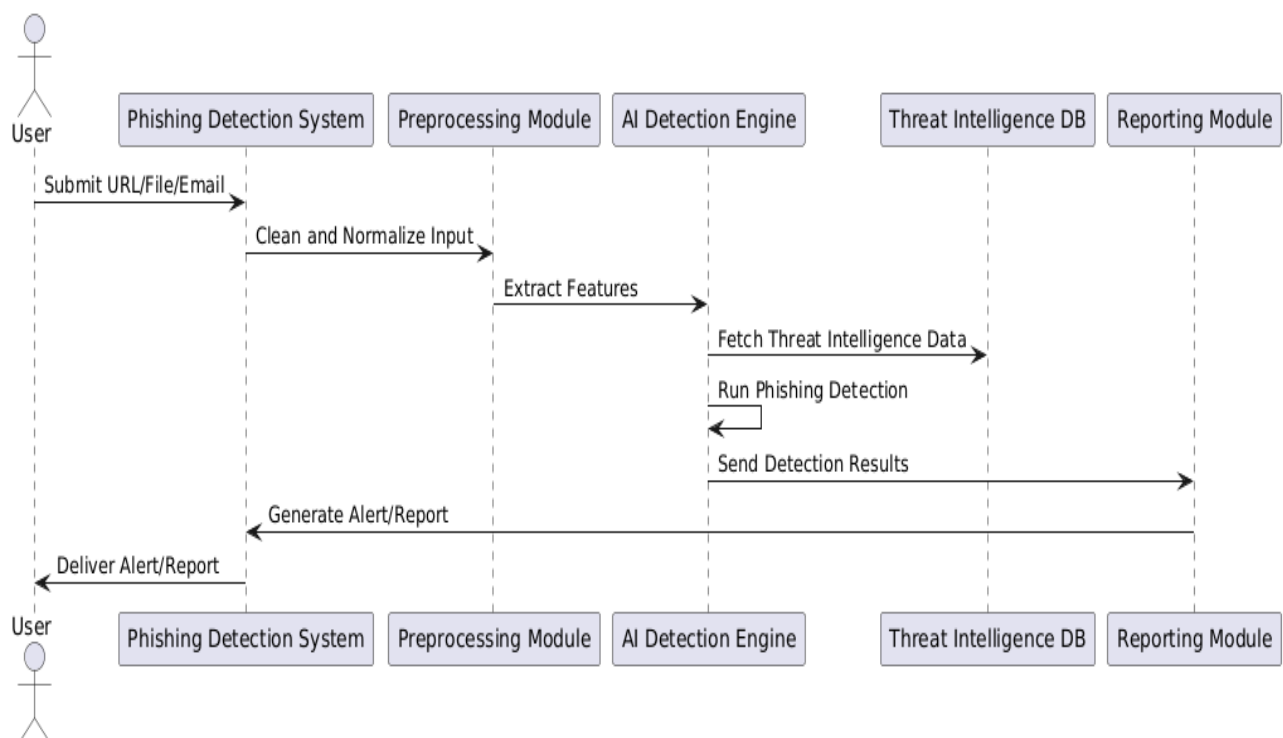 User
Phishing Detection System
Preprocessing Module
AI Detection Engine
Threat Intelligence DB
Reporting Module
Submit URL/File/Email
Clean and Normalize Input
Extract Features
Fetch Threat Intelligence Data
Run Phishing Detection
Send Detection Results
Generate Alert/Report
Deliver Alert/Report
User
Phishing Detection System
Preprocessing Module
AI Detection Engine
Threat Intelligence DB
Reporting Module